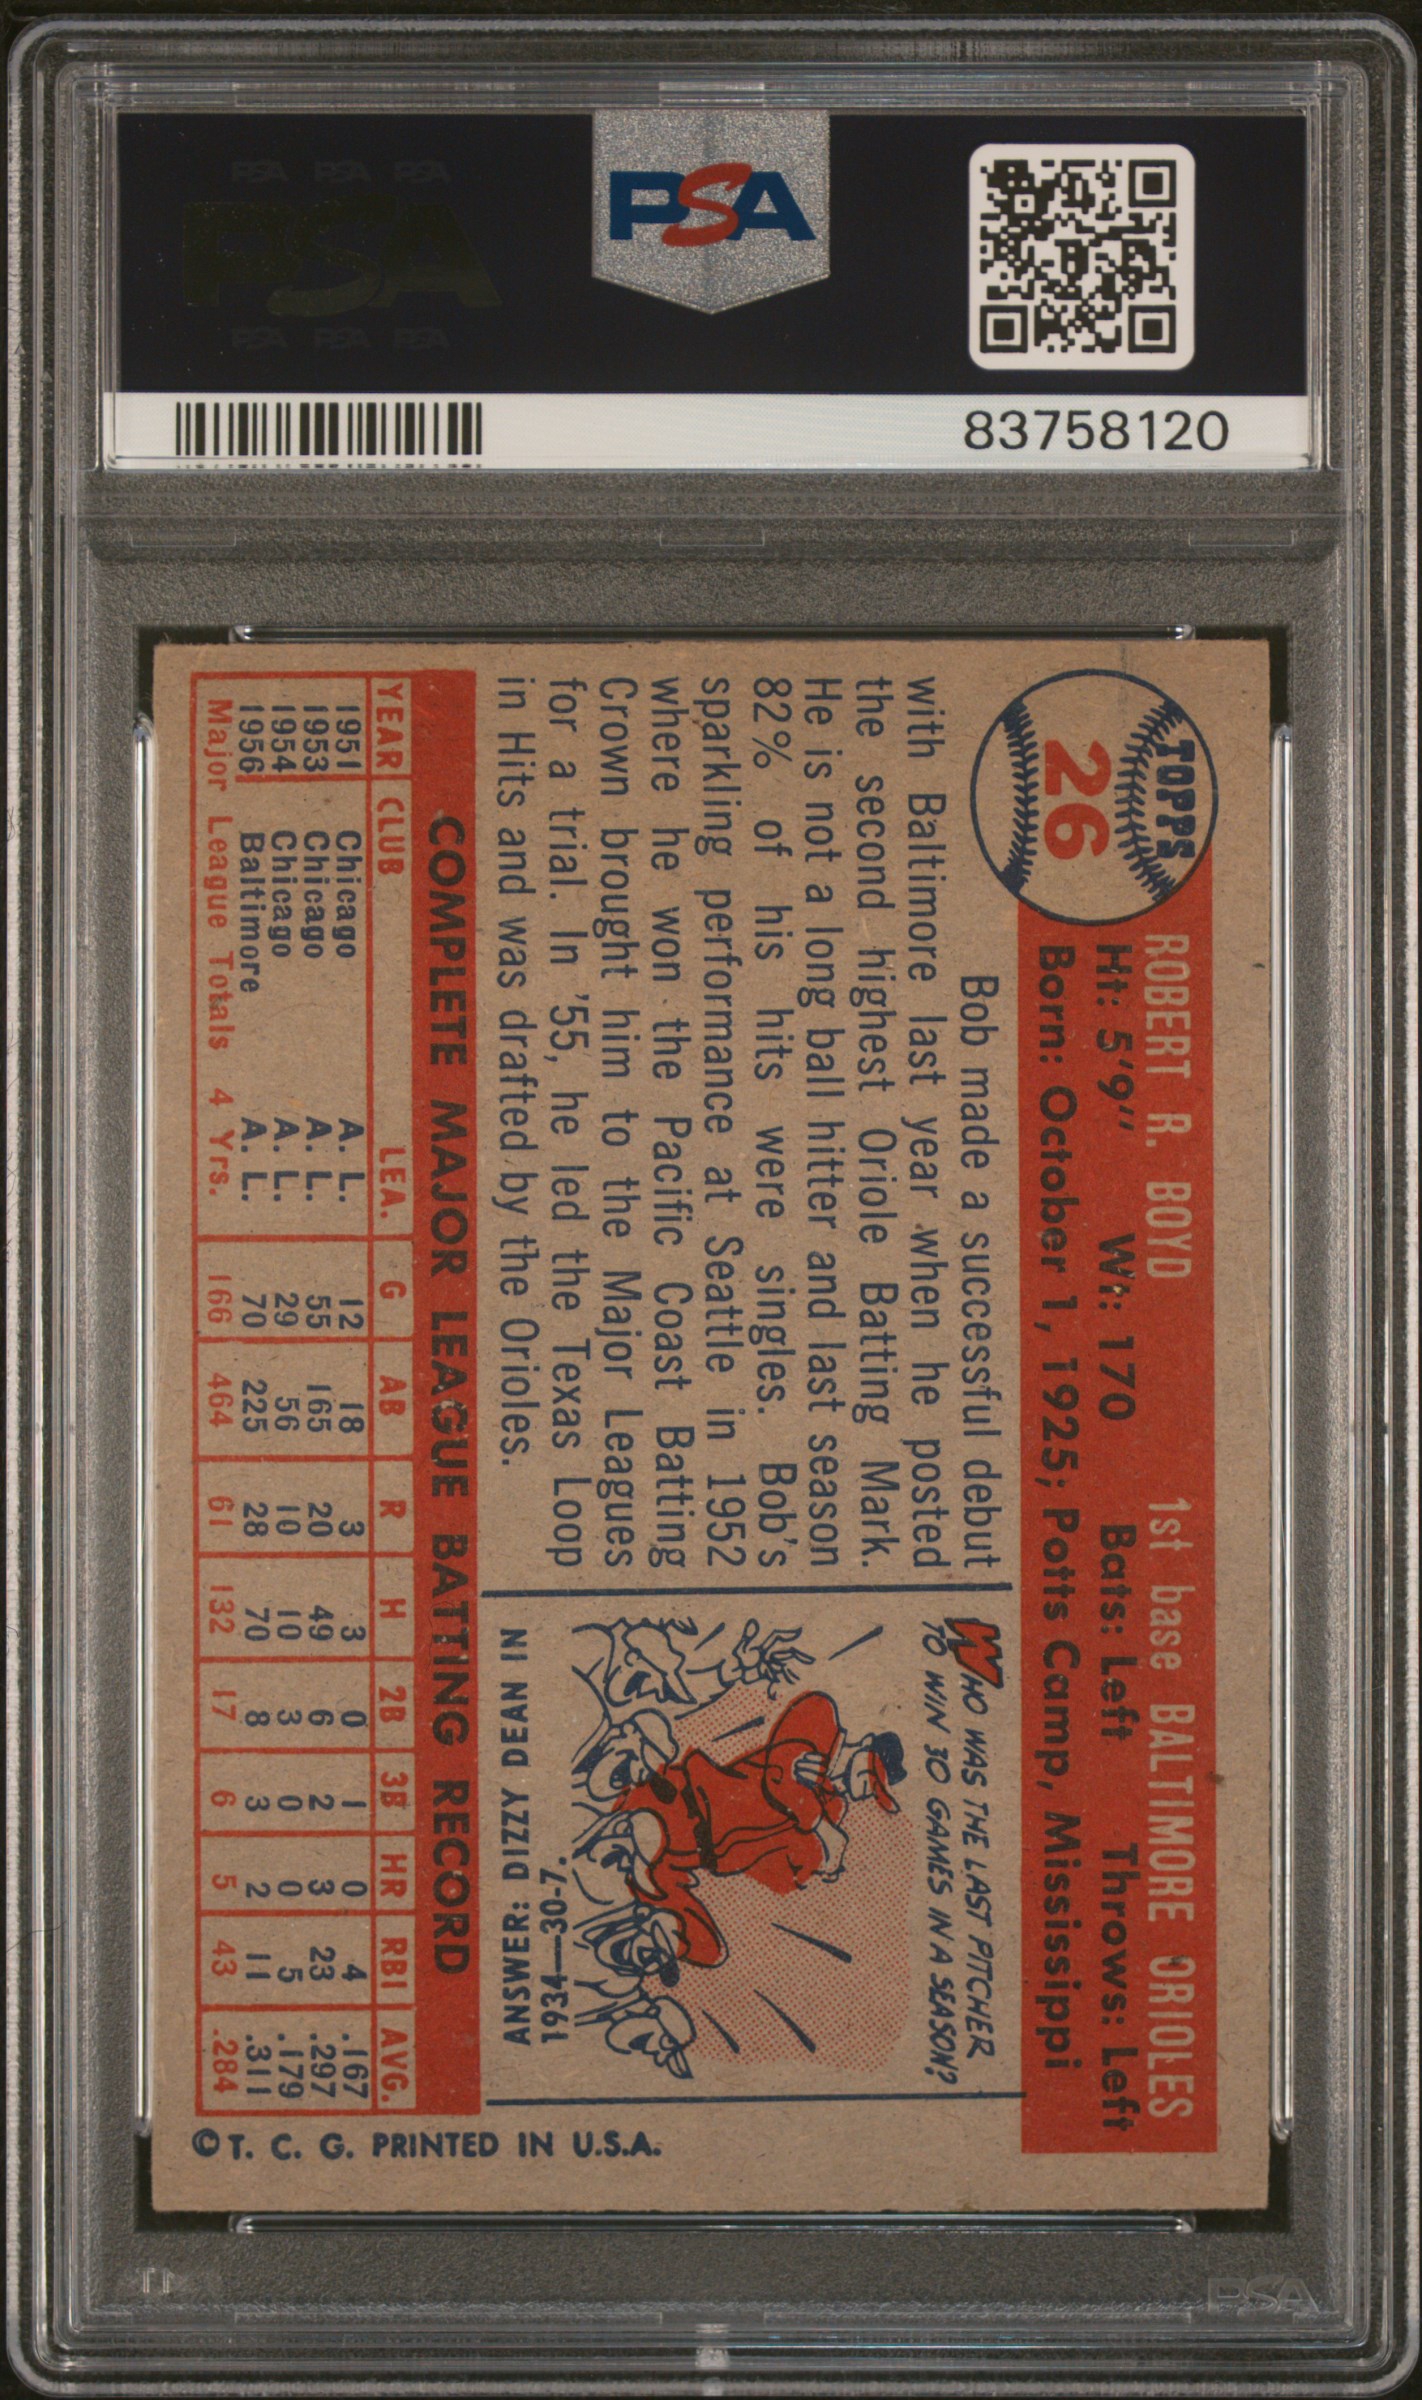 PSA PSA PSA
PSA
PSA PSA PSA
PSA
83758120
TOPPS
26
ROBERT R. BOYD 1st base BALTIMORE ORIOLES
Ht: 5'9" Wt: 170 Bats: Left Throws: Left
Born: October 1, 1925; Potts Camp, Mississippi
Bob made a successful debut
with Baltimore last year when he posted
the second highest Oriole Batting Mark.
He is not a long ball hitter and last season
82% of his hits were singles. Bob's
sparkling performance at Seattle in 1952
where he won the Pacific Coast Batting
Crown brought him to the Major Leagues
for a trial. In '55, he led the Texas Loop
in Hits and was drafted by the Orioles.
WHO WAS THE LAST PITCHER
TO WIN 30 GAMES IN A SEASON?
ANSWER: DIZZY DEAN IN
1934—30-7.
COMPLETE MAJOR LEAGUE BATTING RECORD
YEAR CLUB LEA. G AB R H 2B 3B HR RBI AVG.
1951 Chicago A. L. 12 18 3 3 0 1 0 4 .167
1953 Chicago A. L. 55 165 20 49 6 2 3 23 .297
1954 Chicago A. L. 29 56 10 10 3 0 0 5 .179
1956 Baltimore A. L. 70 225 28 70 8 3 2 11 .311
Major League Totals 4 Yrs. 166 464 61 132 17 6 5 43 .284
©T. C. G. PRINTED IN U.S.A.
PSA